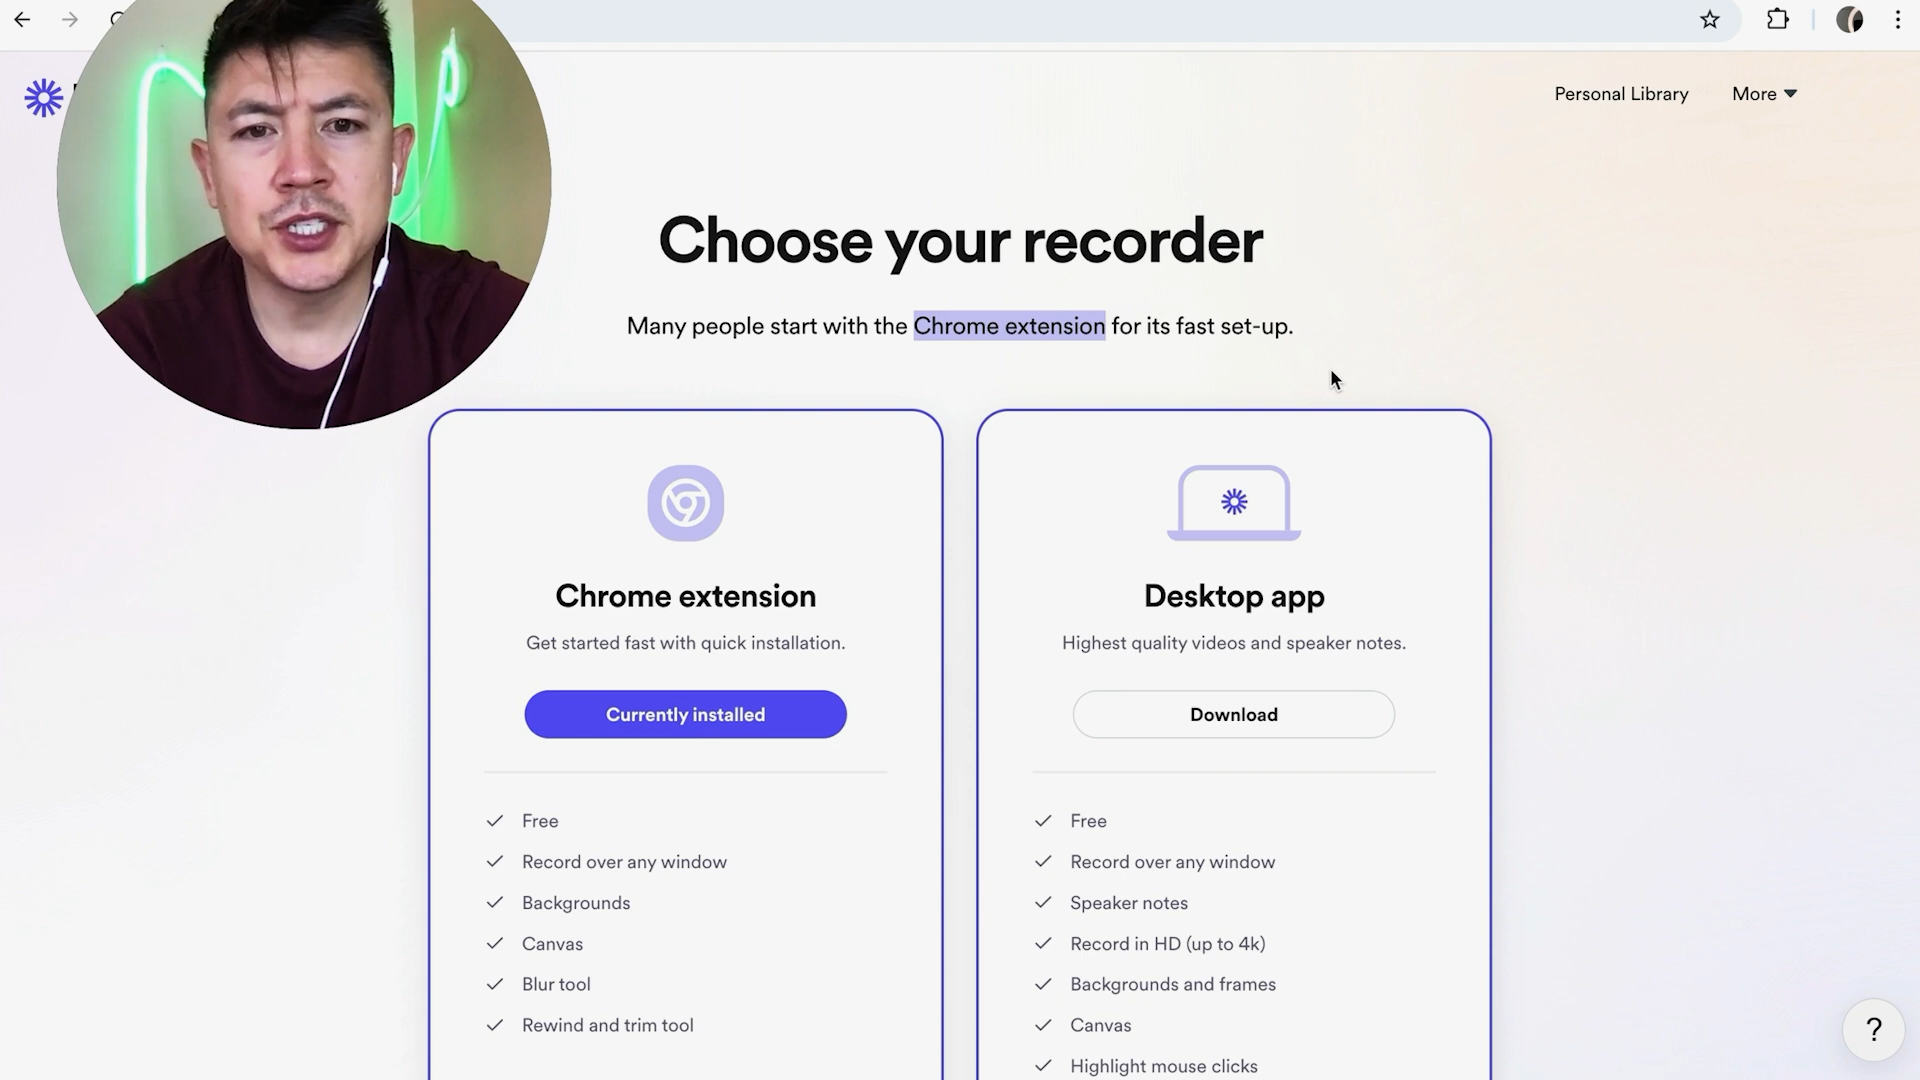 Personal Library
More
Choose your recorder
Many people start with the Chrome extension for its fast set-up.
Chrome extension
Get started fast with quick installation.
Currently installed
Free
Record over any window
Backgrounds
Canvas
Blur tool
Rewind and trim tool
Desktop app
Highest quality videos and speaker notes.
Download
Free
Record over any window
Speaker notes
Record in HD (up to 4k)
Backgrounds and frames
Canvas
Highlight mouse clicks
?